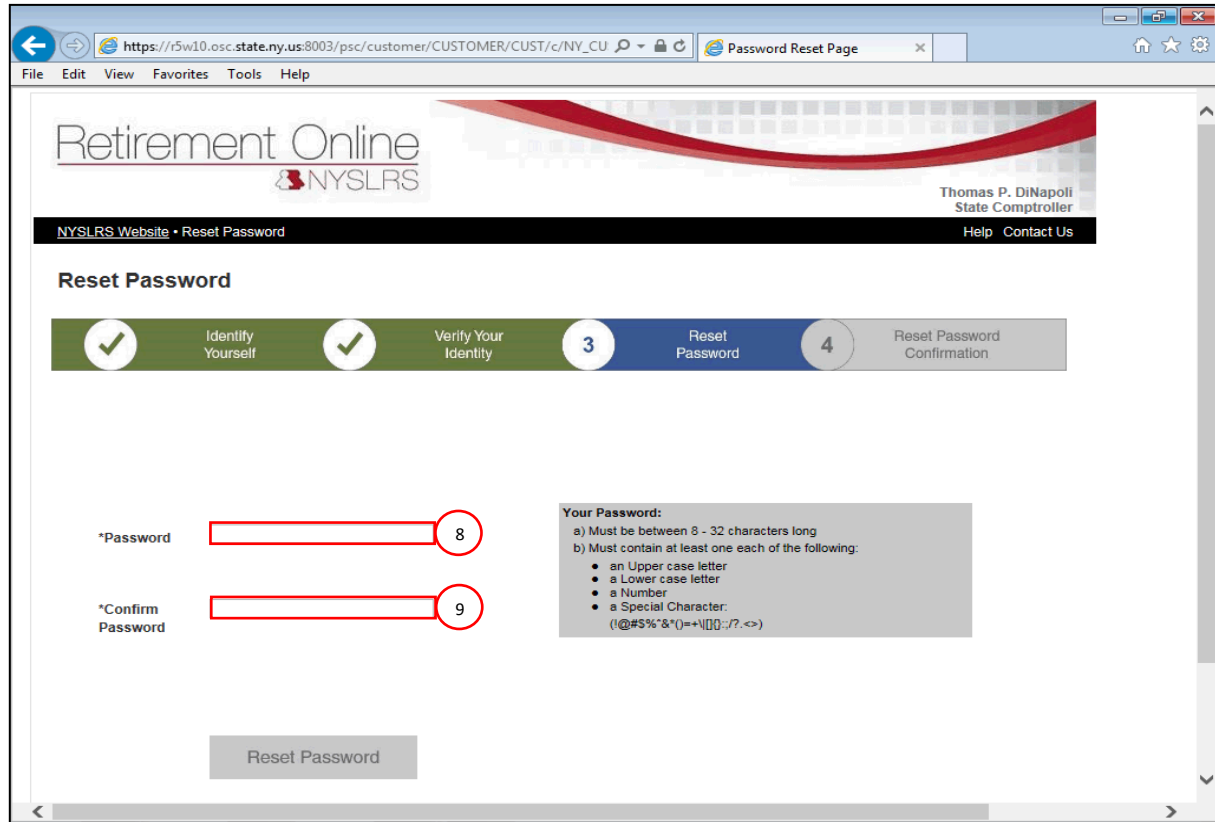 https://r5w10.osc.state.ny.us:8003/psc/customer/CUSTOMER/CUST/c/NY_CU
Password Reset Page
File Edit View Favorites Tools Help
Retirement Online
NYSLRS
Thomas P. DiNapoli
State Comptroller
NYSLRS Website • Reset Password
Help Contact Us
Reset Password
Identify
Yourself
Verify Your
Identity
3
Reset
Password
4
Reset Password
Confirmation
*Password
8
*Confirm
Password
9
Your Password:
a) Must be between 8 - 32 characters long
b) Must contain at least one each of the following:
● an Upper case letter
● a Lower case letter
● a Number
● a Special Character:
(!@#$%^&*()=+\|[]{}:;/?.<>)
Reset Password